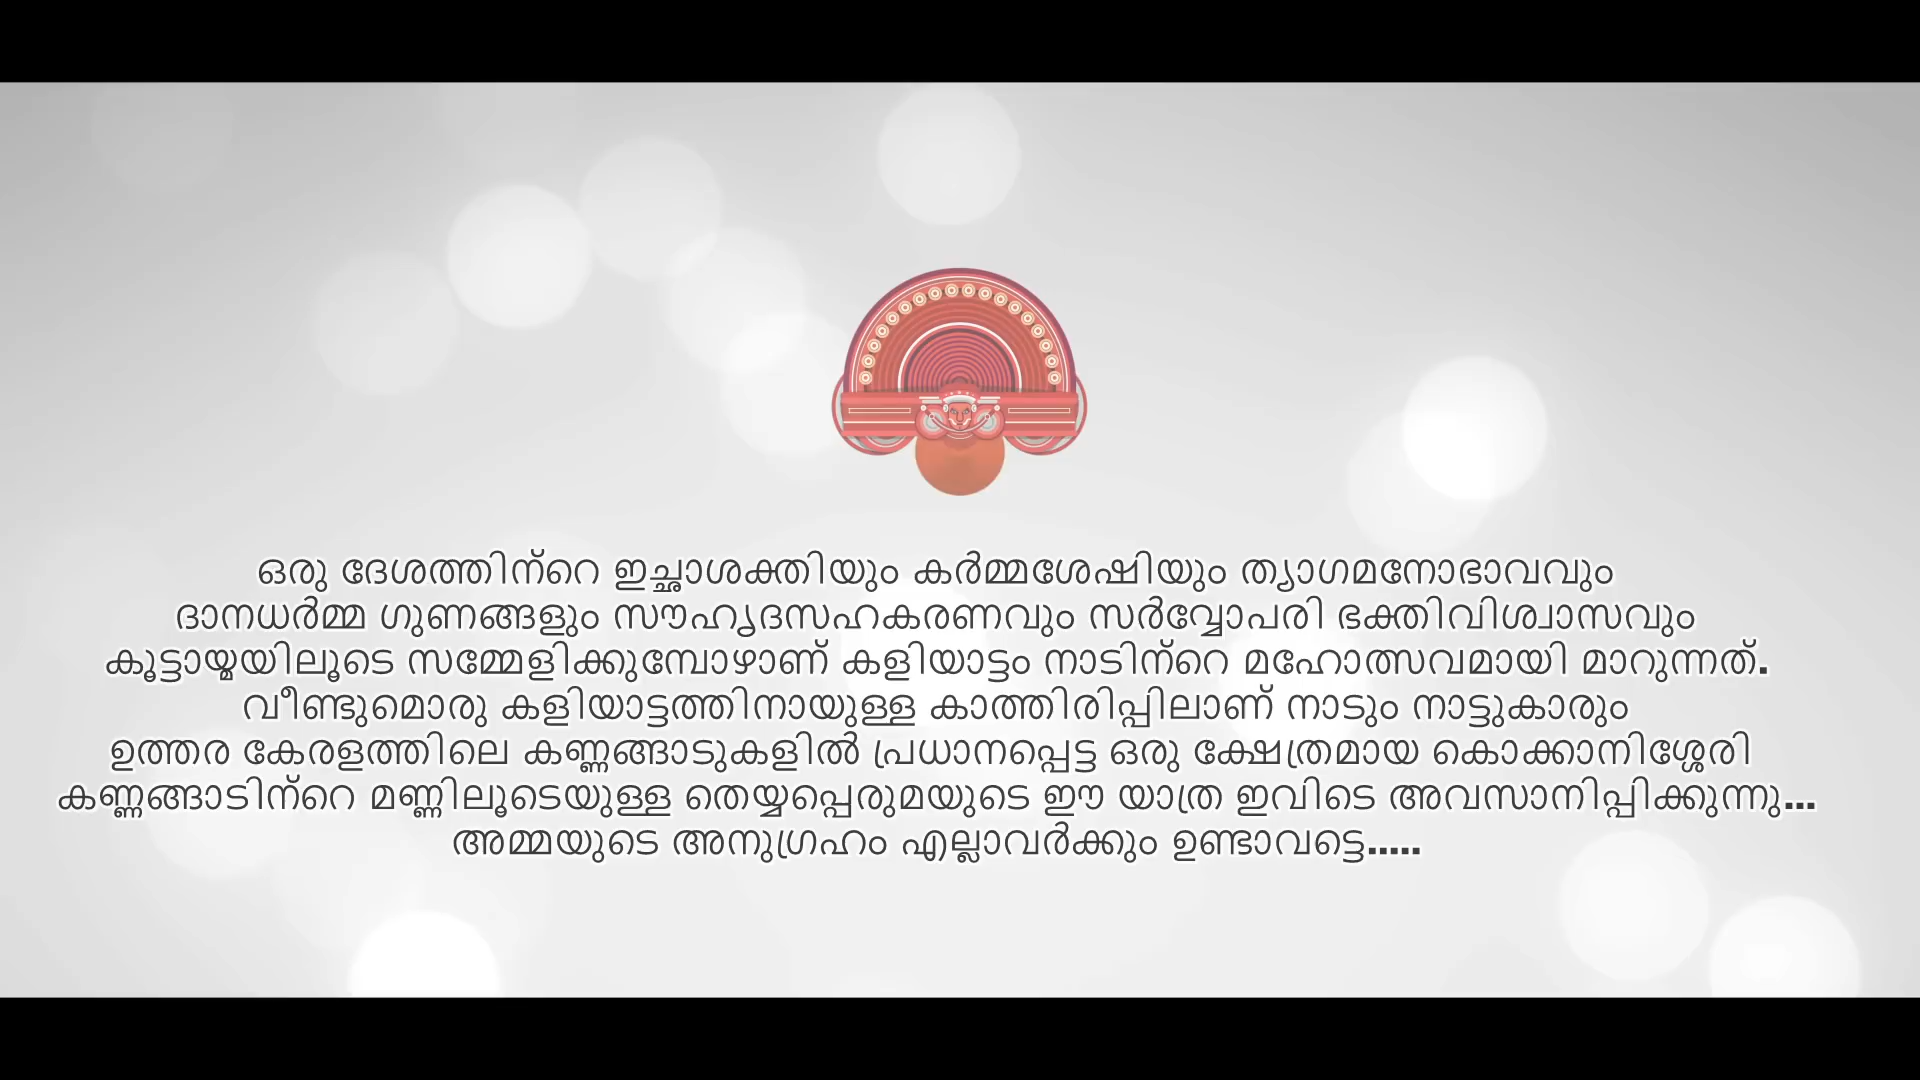 ഒരു ദേശത്തിന്റെ ഇച്ഛാശക്തിയും കർമ്മശേഷിയും ത്യാഗമനോഭാവവും
ദാനധർമ്മ ഗുണങ്ങളും സൗഹൃദസഹകരണവും സർവ്വോപരി ഭക്തിവിശ്വാസവും
കൂട്ടായ്മയിലൂടെ സമ്മേളിക്കുമ്പോഴാണ് കളിയാട്ടം നാടിന്റെ മഹോത്സവമായി മാറുന്നത്.
വീണ്ടുമൊരു കളിയാട്ടത്തിനായുള്ള കാത്തിരിപ്പിലാണ് നാടും നാട്ടുകാരും
ഉത്തര കേരളത്തിലെ കണ്ണങ്ങാടുകളിൽ പ്രധാനപ്പെട്ട ഒരു ക്ഷേത്രമായ കൊക്കാനിശ്ശേരി
കണ്ണങ്ങാടിന്റെ മണ്ണിലൂടെയുള്ള തെയ്യപ്പെരുമയുടെ ഈ യാത്ര ഇവിടെ അവസാനിപ്പിക്കുന്നു...
അമ്മയുടെ അനുഗ്രഹം എല്ലാവർക്കും ഉണ്ടാവട്ടെ.....